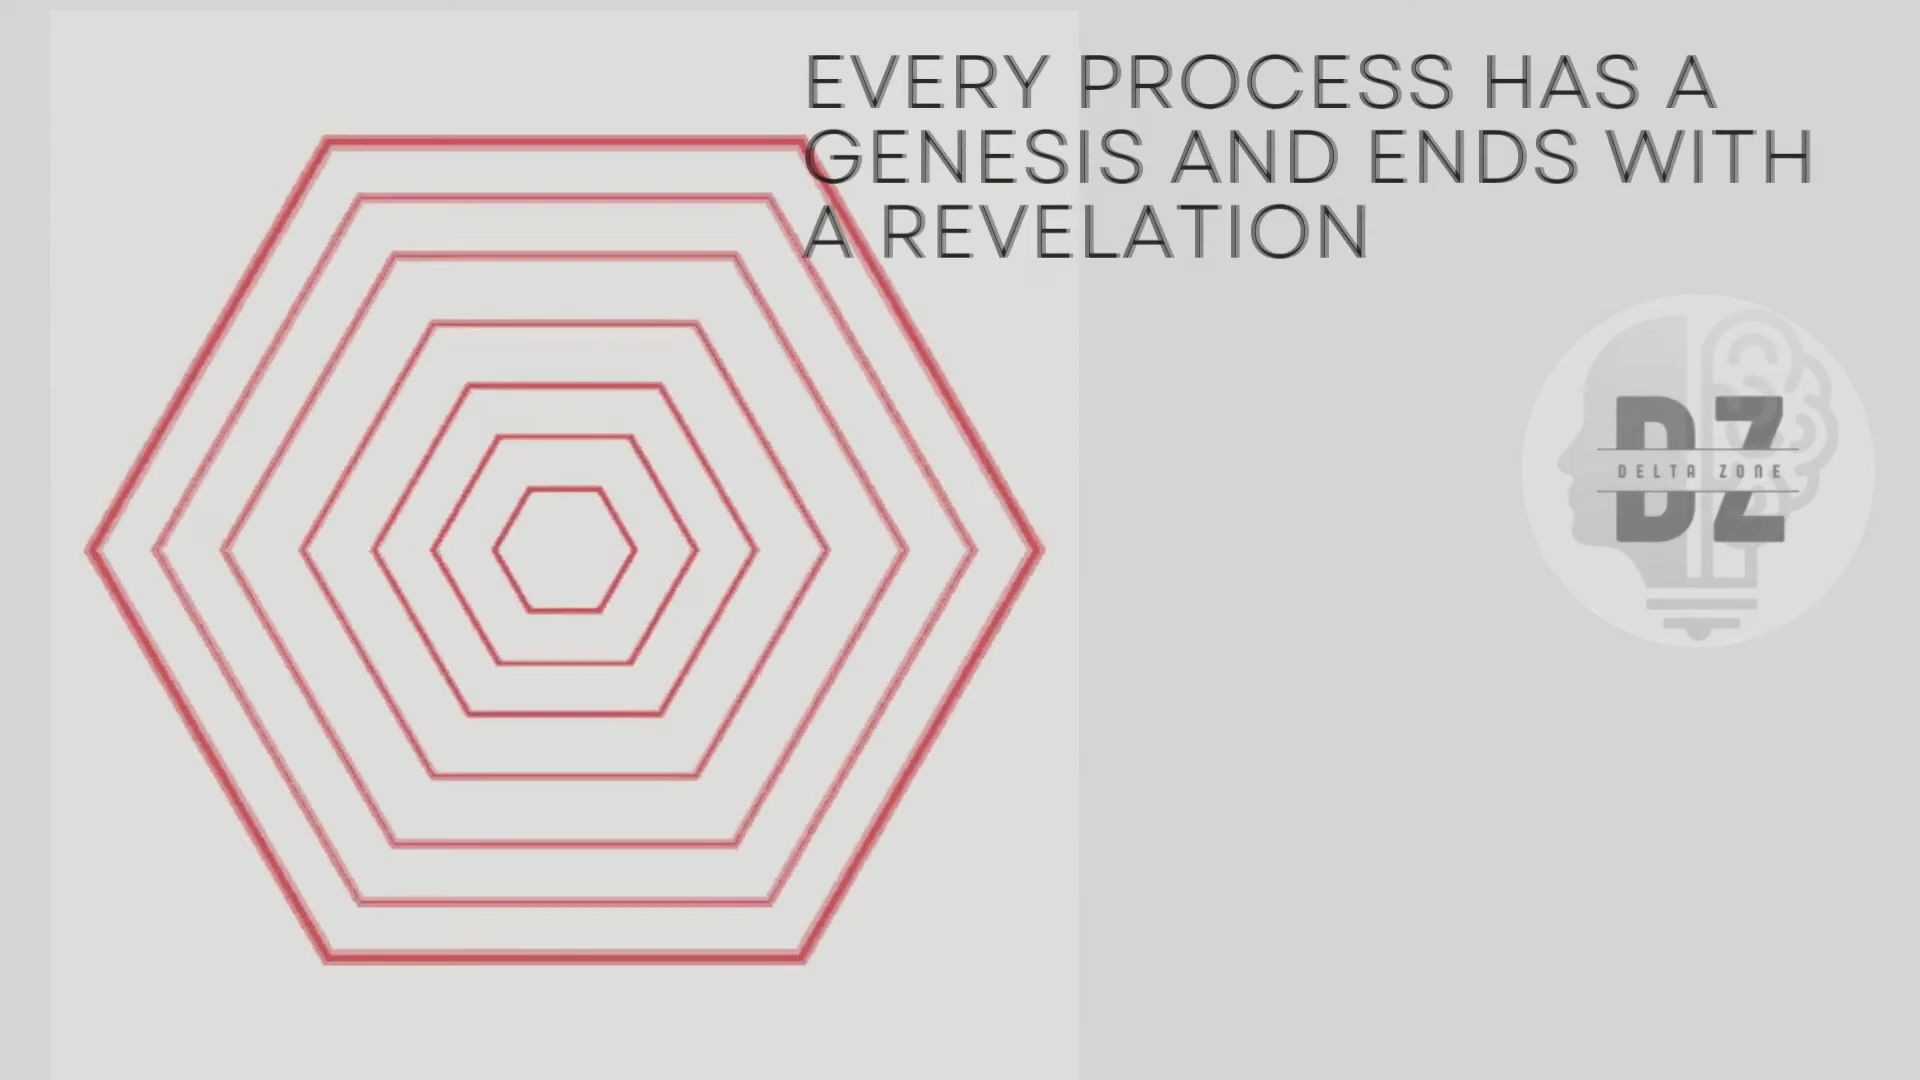 EVERY PROCESS HAS A
GENESIS AND ENDS WITH
A REVELATION
DZ
DELTA ZONE